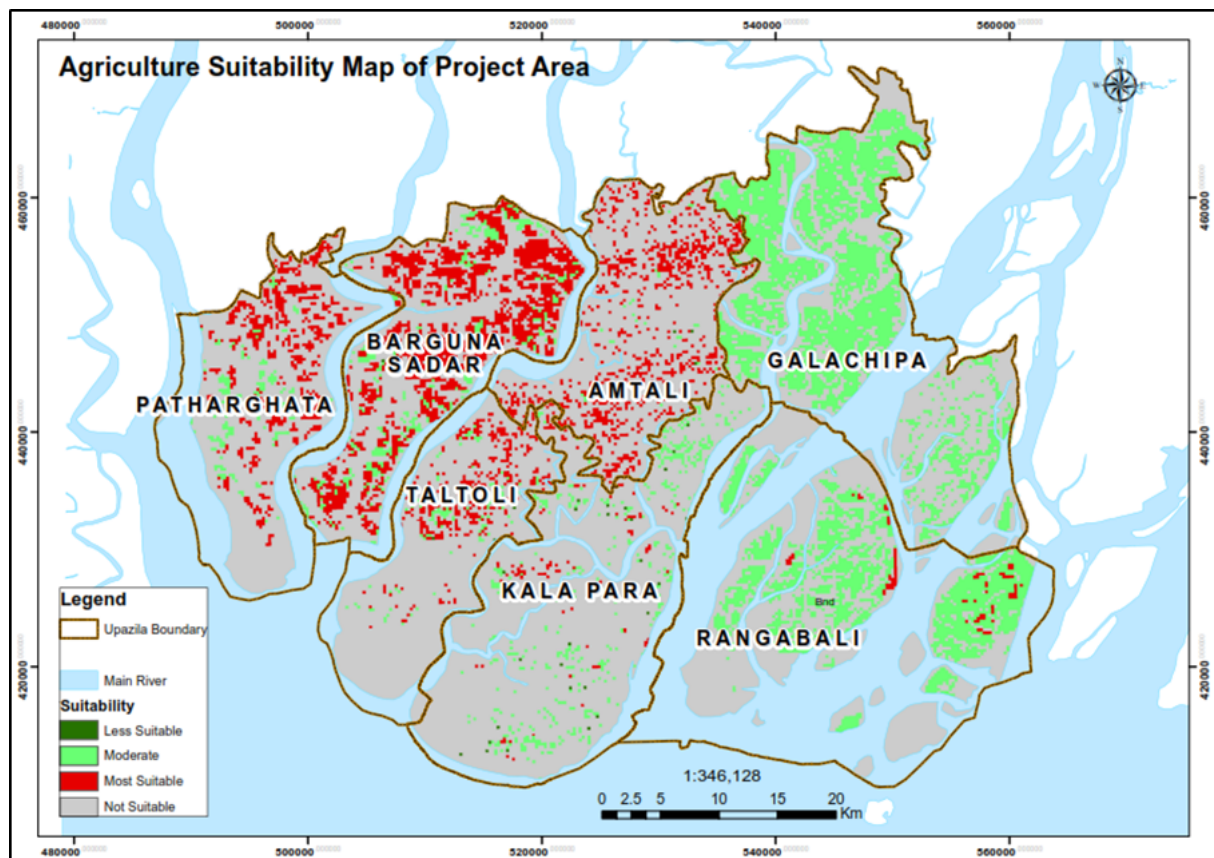 480000
500000
520000
540000
560000
Agriculture Suitability Map of Project Area
N
W
E
S
460000
460000
BARGUNA
SADAR
GALACHIPA
PATHARGHATA
AMTALI
440000
440000
TALTOLI
KALA PARA
Bnd
RANGABALI
420000
420000
Legend
Upazila Boundary
Main River
Suitability
Less Suitable
Moderate
Most Suitable
Not Suitable
1:346,128
0 2.5 5 10 15 20
Km
480000
500000
520000
540000
560000